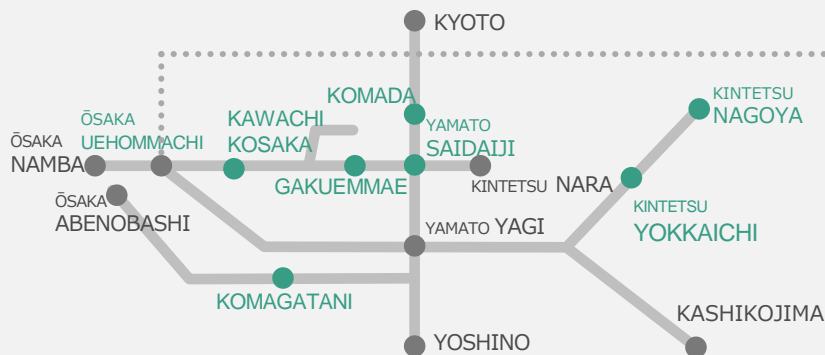 KYOTO
KOMADA
ŌSAKA
UEHOMMACHI
KAWACHI
KOSAKA
YAMATO
SAIDAIJI
KINTETSU
NAGOYA
ŌSAKA
NAMBA
GAKUEMMAE
KINTETSU NARA
ŌSAKA
ABENOBASHI
YAMATO YAGI
KINTETSU
YOKKAICHI
KOMAGATANI
KASHIKOJIMA
YOSHINO